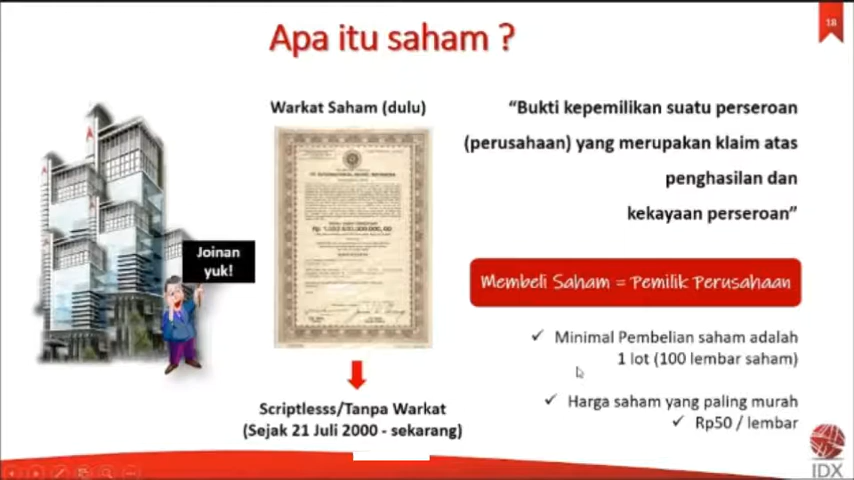 18
Apa itu saham ?
Warkat Saham (dulu)
Joinan
yuk!
Scriptlesss/Tanpa Warkat
(Sejak 21 Juli 2000 - sekarang)
“Bukti kepemilikan suatu perseroan
(perusahaan) yang merupakan klaim atas
penghasilan dan
kekayaan perseroan”
Membeli Saham = Pemilik Perusahaan
✓ Minimal Pembelian saham adalah
1 lot (100 lembar saham)
✓ Harga saham yang paling murah
✓ Rp50 / lembar
IDX